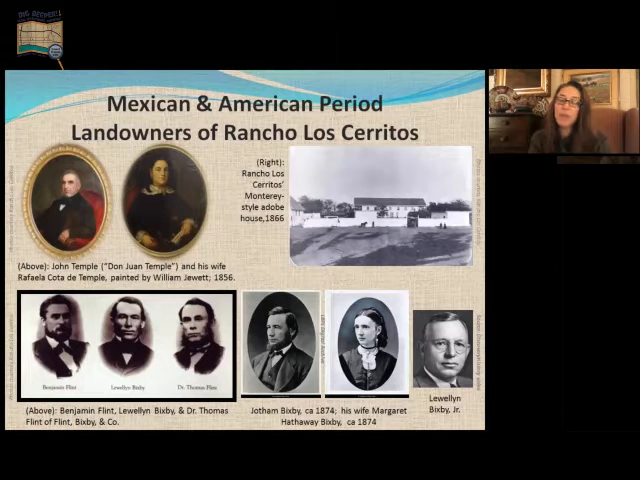 DIG DEEPER!
Mexican & American Period
Landowners of Rancho Los Cerritos
(Right):
Rancho Los
Cerritos'
Monterey-
style adobe
house,1866
(Above): John Temple ("Don Juan Temple") and his wife
Rafaela Cota de Temple, painted by William Jewett; 1856.
Benjamin Flint
Llewellyn Bixby
Dr. Thomas Flint
(Above): Benjamin Flint, Lewellyn Bixby, & Dr. Thomas
Flint of Flint, Bixby, & Co.
Jotham Bixby, ca 1874; his wife Margaret
Hathaway Bixby, ca 1874
Lewellyn
Bixby, Jr.